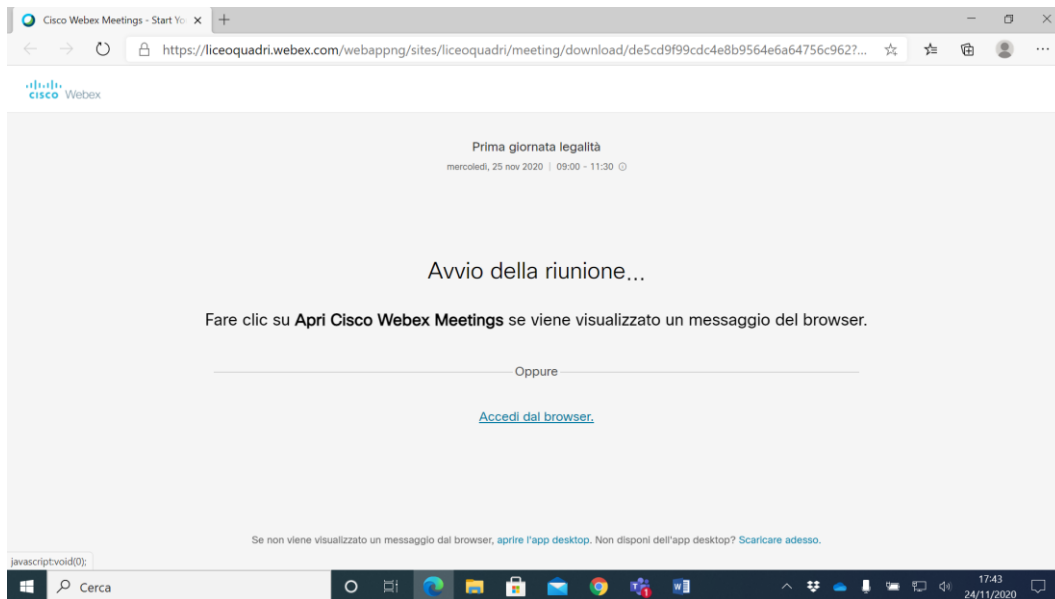 Cisco Webex Meetings - Start Yo
https://liceoquadri.webex.com/webappng/sites/liceoquadri/meeting/download/de5cd9f99cdc4e8b9564e6a64756c962?...
cisco Webex
Prima giornata legalità
mercoledì, 25 nov 2020 | 09:00 - 11:30
Avvio della riunione...
Fare clic su Apri Cisco Webex Meetings se viene visualizzato un messaggio del browser.
Oppure
Accedi dal browser.
Se non viene visualizzato un messaggio dal browser, aprire l'app desktop. Non disponi dell'app desktop? Scaricare adesso.
javascript:void(0);
Cerca
17:43
24/11/2020